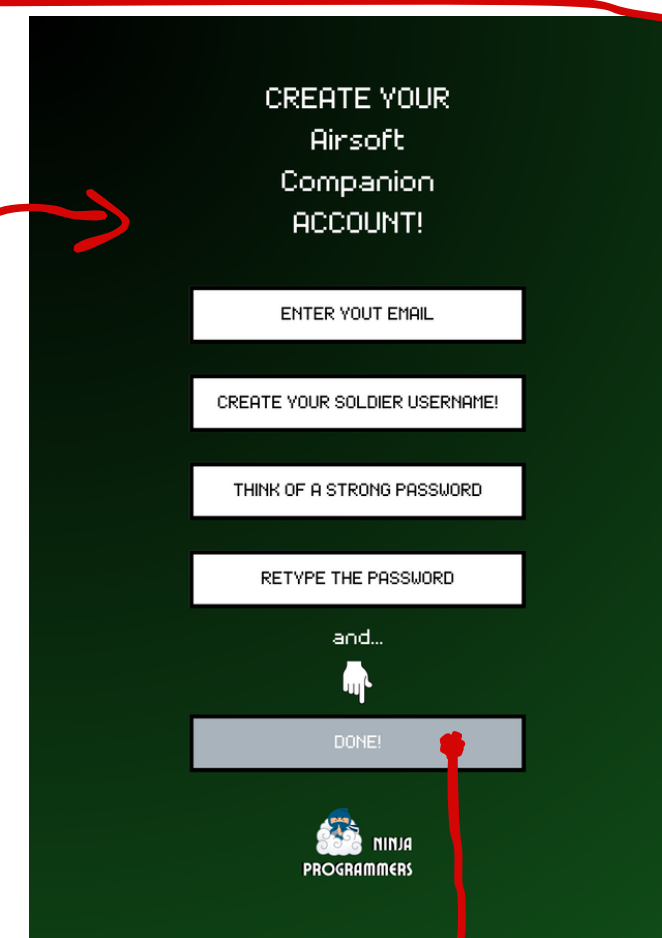 CREATE YOUR
Airsoft
Companion
ACCOUNT!
ENTER YOUT EMAIL
CREATE YOUR SOLDIER USERNAME!
THINK OF A STRONG PASSWORD
RETYPE THE PASSWORD
and...
DONE!
NINJA
PROGRAMMERS